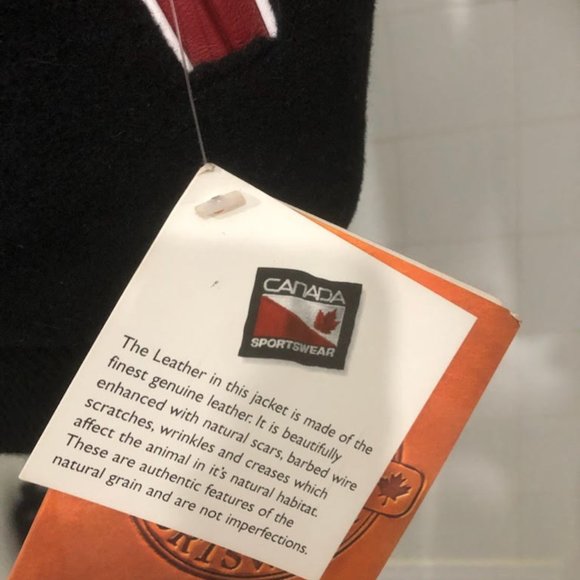 CANADA
SPORTSWEAR
The Leather in this jacket is made of the
finest genuine leather. It is beautifully
enhanced with natural scars, barbed wire
scratches, wrinkles and creases which
affect the animal in it's natural habitat.
These are authentic features of the
natural grain and are not imperfections.